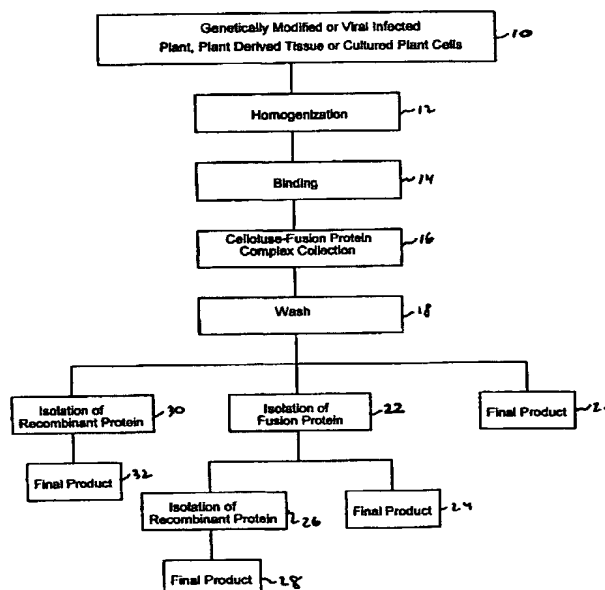 Genetically Modified or Viral Infected
Plant, Plant Derived Tissue or Cultured Plant Cells
10
Homogenization
12
Binding
14
Cellotuse-Fusion Protein
Complex Collection
16
Wash
18
Isolation of
Recombinant Protein
30
Isolation of
Fusion Protein
22
Final Product
Final Product
32
Isolation of
Recombinant Protein
26
Final Product
24
Final Product
28